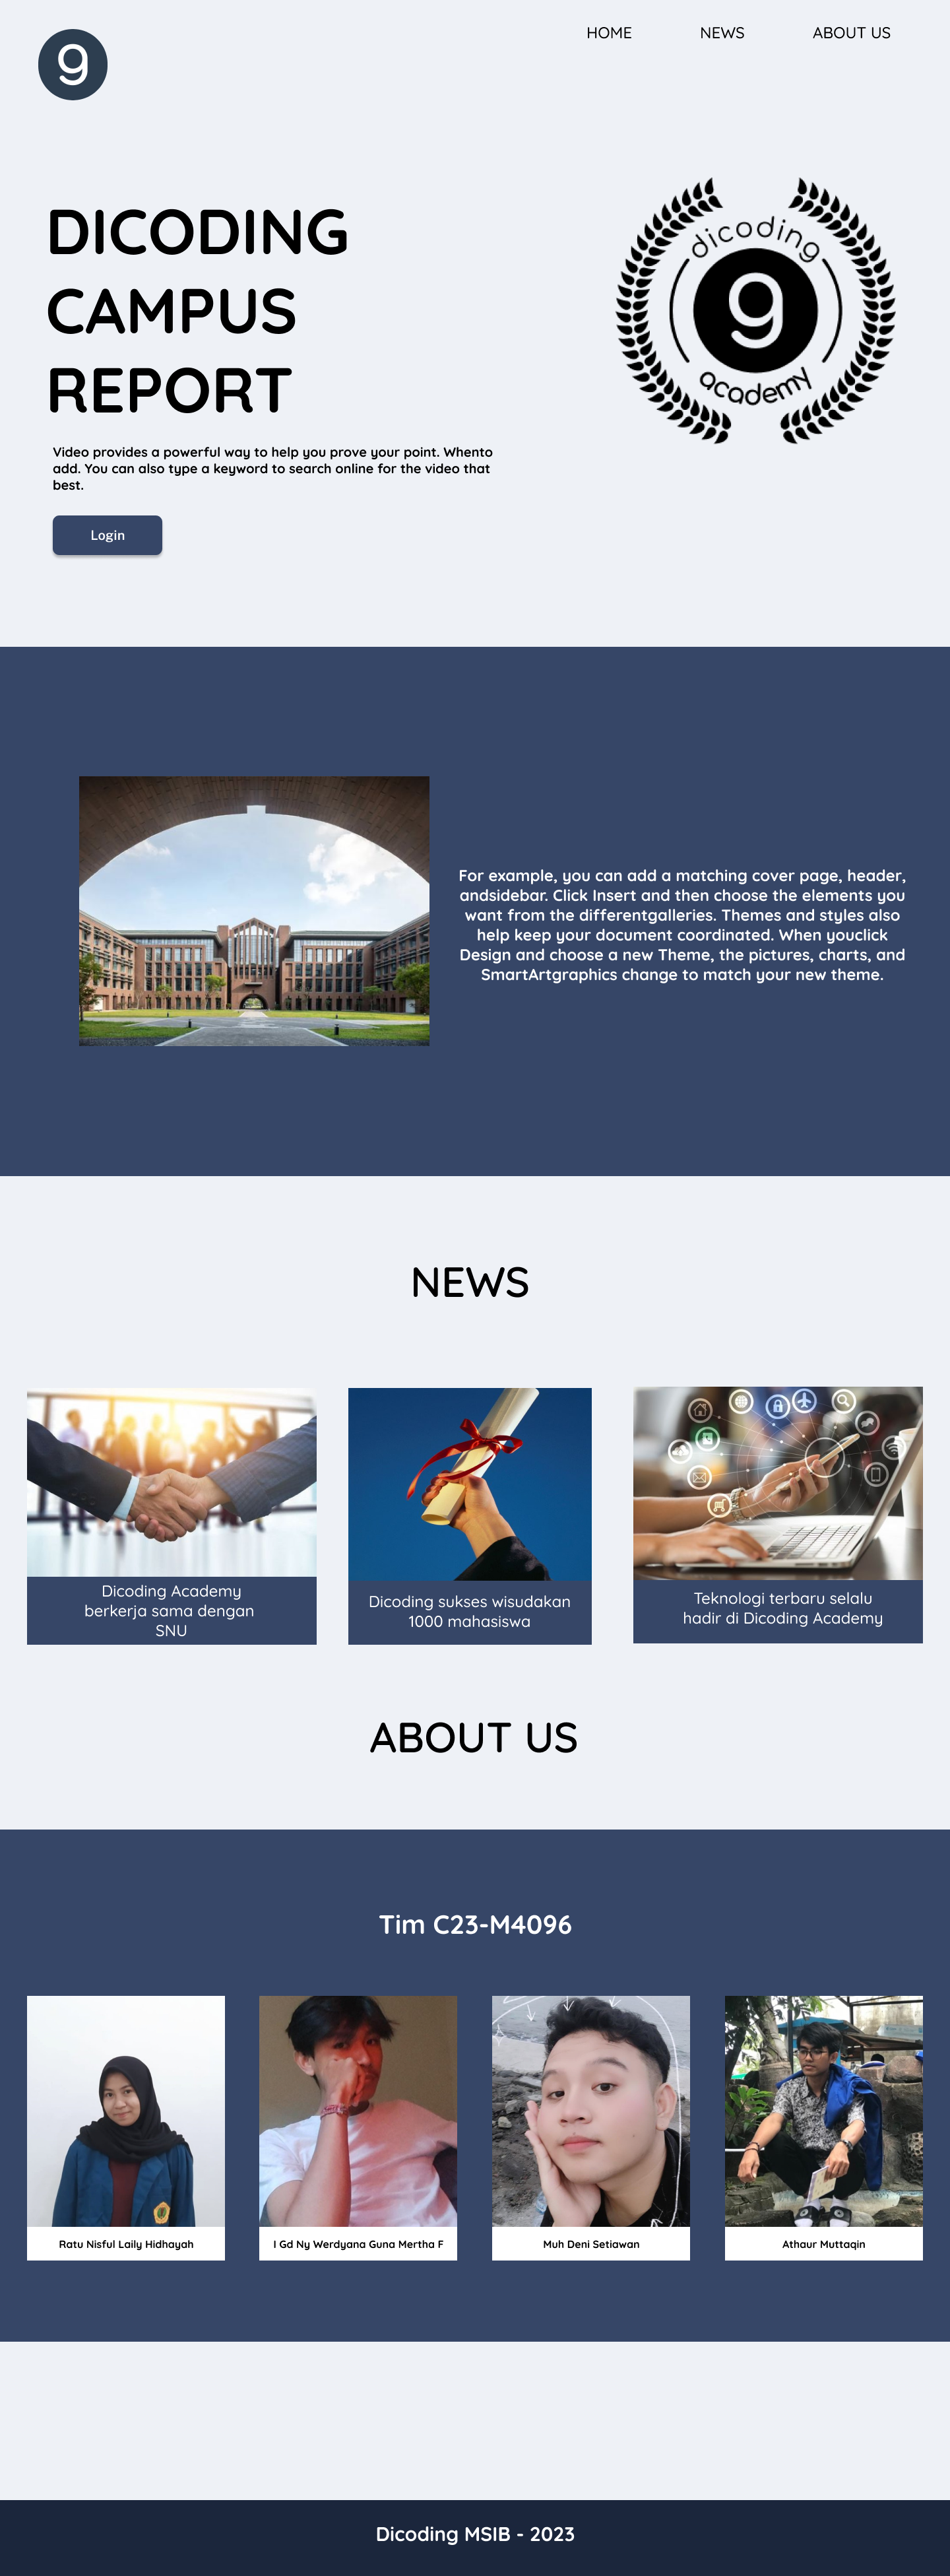 9
HOME
NEWS
ABOUT US
DICODING
CAMPUS
REPORT
dicoding
9
academy
Video provides a powerful way to help you prove your point. Whento
add. You can also type a keyword to search online for the video that
best.
Login
For example, you can add a matching cover page, header,
andsidebar. Click Insert and then choose the elements you
want from the differentgalleries. Themes and styles also
help keep your document coordinated. When youclick
Design and choose a new Theme, the pictures, charts, and
SmartArtgraphics change to match your new theme.
NEWS
Dicoding Academy
berkerja sama dengan
SNU
Dicoding sukses wisudakan
1000 mahasiswa
Teknologi terbaru selalu
hadir di Dicoding Academy
ABOUT US
Tim C23-M4096
Ratu Nisful Laily Hidhayah
I Gd Ny Werdyana Guna Mertha F
Muh Deni Setiawan
Athaur Muttaqin
Dicoding MSIB - 2023